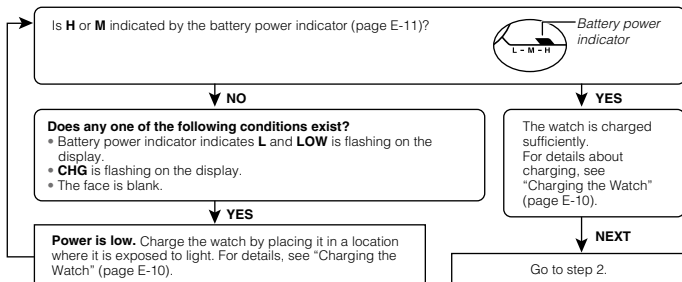 Is H or M indicated by the battery power indicator (page E-11)?
Battery power
indicator
L – M – H
NO
YES
Does any one of the following conditions exist?
• Battery power indicator indicates L and LOW is flashing on the
display.
• CHG is flashing on the display.
• The face is blank.
The watch is charged
sufficiently.
For details about
charging, see
“Charging the Watch”
(page E-10).
YES
NEXT
Power is low. Charge the watch by placing it in a location
where it is exposed to light. For details, see “Charging the
Watch” (page E-10).
Go to step 2.